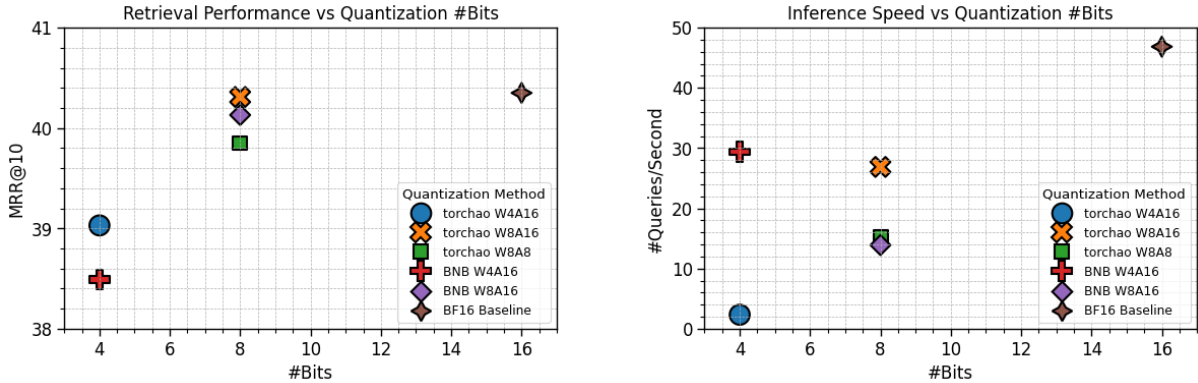 Retrieval Performance vs Quantization #Bits
41
40
39
38
MRR@10
4
6
8
10
12
14
16
#Bits
Quantization Method
torchao W4A16
torchao W8A16
torchao W8A8
BNB W4A16
BNB W8A16
BF16 Baseline
Inference Speed vs Quantization #Bits
50
40
30
20
10
0
#Queries/Second
4
6
8
10
12
14
16
#Bits
Quantization Method
torchao W4A16
torchao W8A16
torchao W8A8
BNB W4A16
BNB W8A16
BF16 Baseline